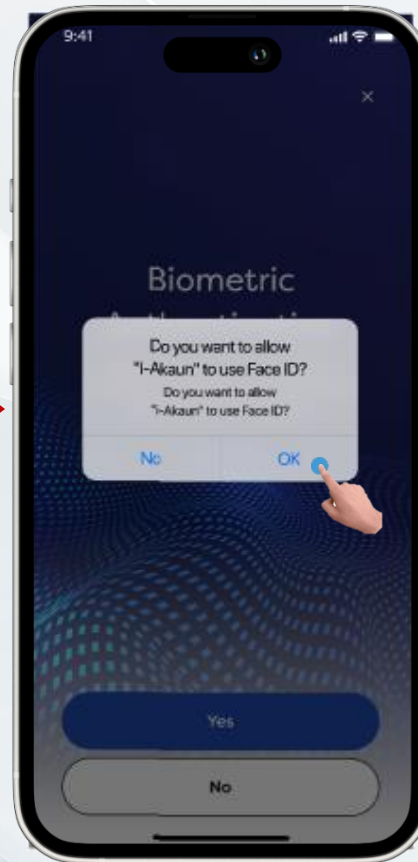 9:41
Biometric
Do you want to allow
"i-Akaun" to use Face ID?
Do you want to allow
"i-Akaun" to use Face ID?
No
OK
Yes
No